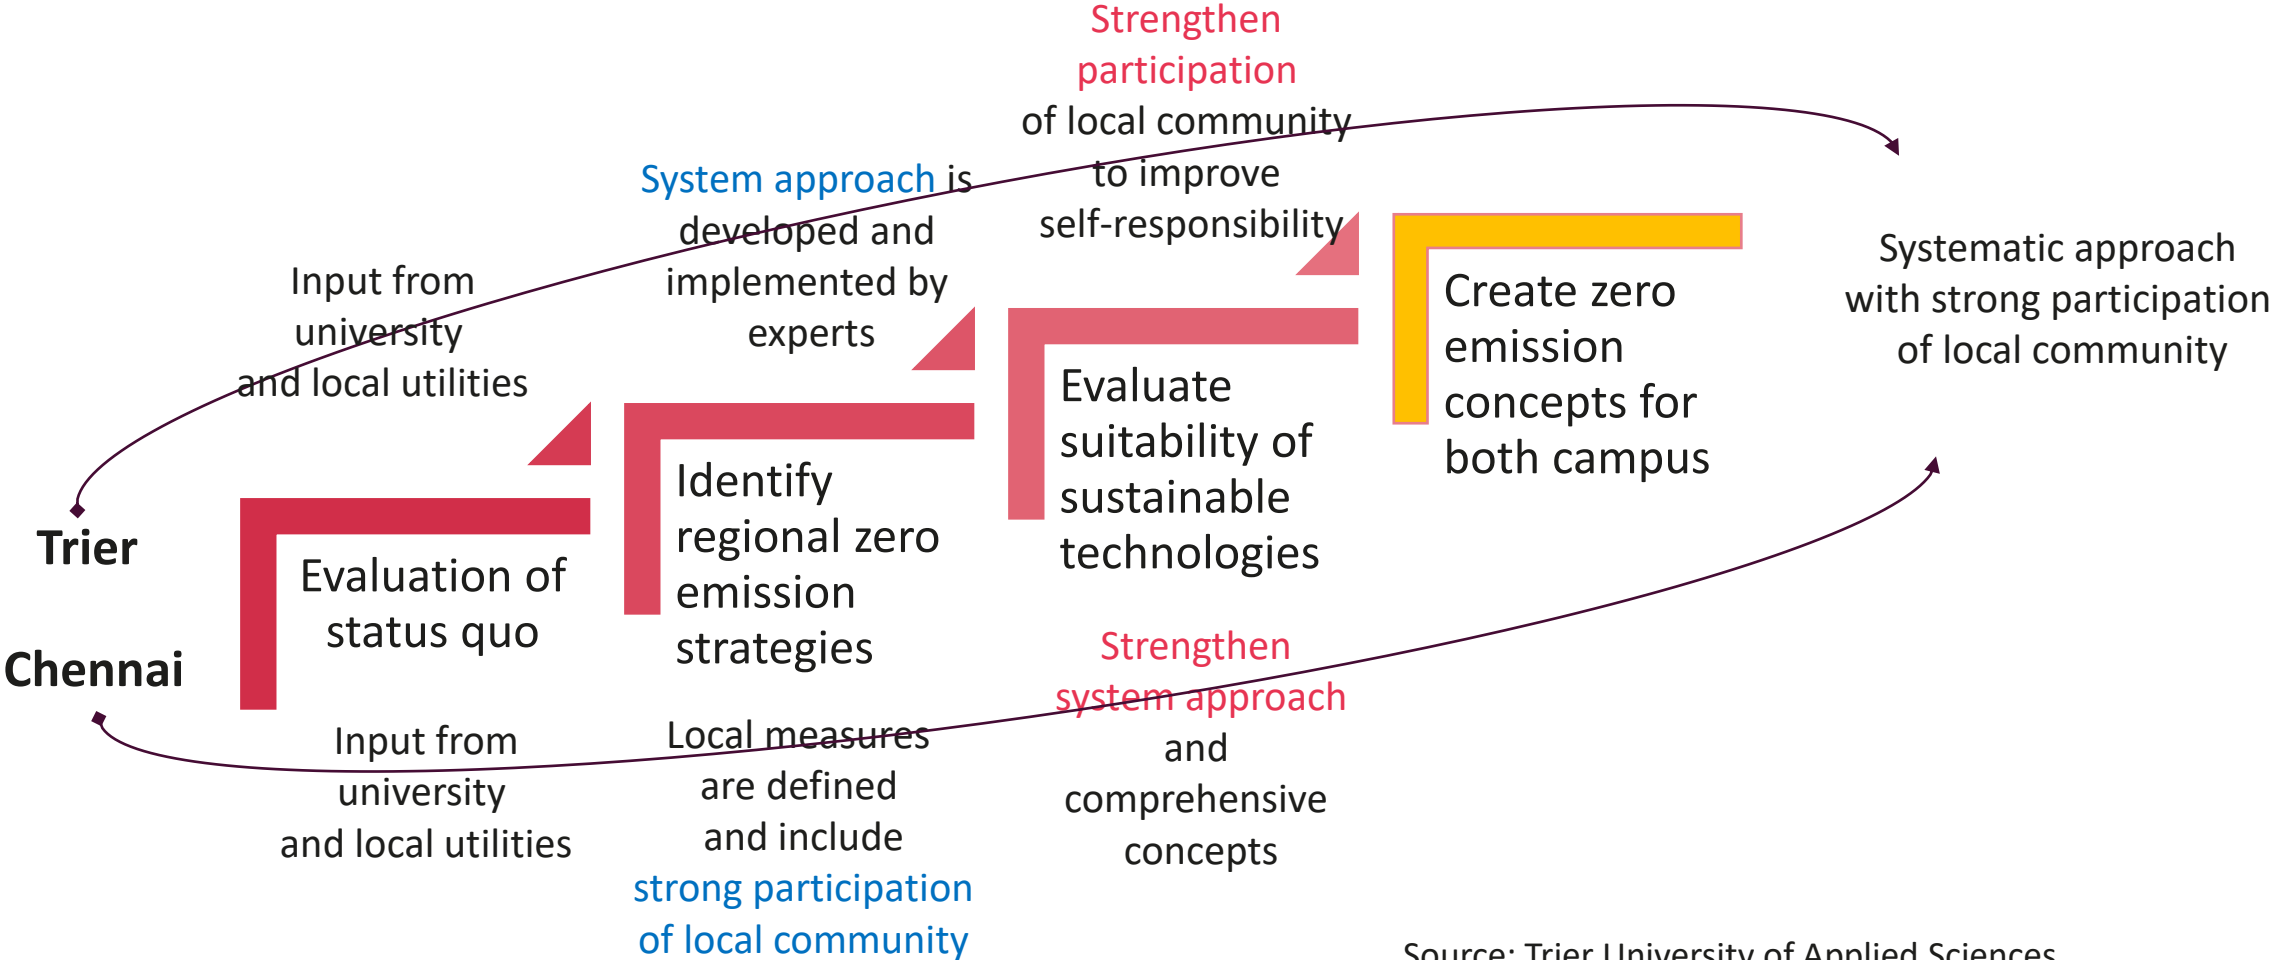 Strengthen
participation
of local community
to improve
self-responsibility
System approach is
developed and
implemented by
experts
Input from
university
and local utilities
Trier
Chennai
Evaluation of
status quo
Identify
regional zero
emission
strategies
Evaluate
suitability of
sustainable
technologies
Create zero
emission
concepts for
both campus
Systematic approach
with strong participation
of local community
Input from
university
and local utilities
Local measures
are defined
and include
strong participation
of local community
Strengthen
system approach
and
comprehensive
concepts
Source: Trier University of Applied Sciences